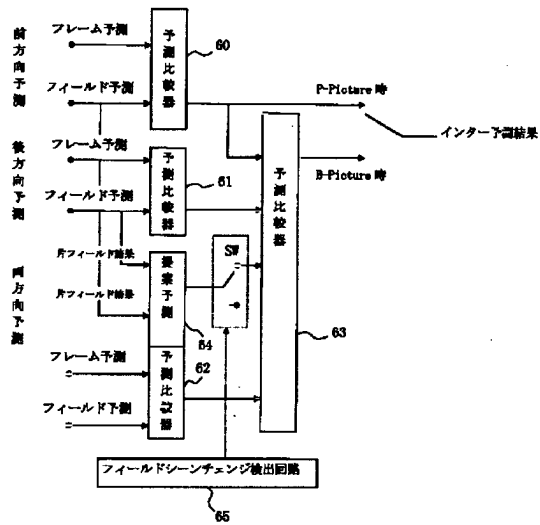 前方向予測
フレーム予測
フィールド予測
予測比較器
60
P-Picture 時
インター予測結果
後方向予測
フレーム予測
フィールド予測
予測比較器
61
B-Picture 時
予測比較器
63
両方向予測
片フィールド結果
片フィールド結果
提案予測
64
SW
フレーム予測
フィールド予測
予測比較器
62
フィールドシーンチェンジ検出回路
65